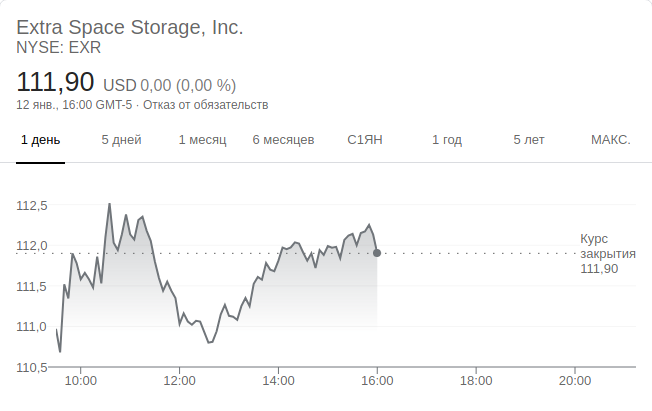 Extra Space Storage, Inc.
NYSE: EXR
111,90 USD 0,00 (0,00 %)
12 янв., 16:00 GMT-5 · Отказ от обязательств
1 день 5 дней 1 месяц 6 месяцев С1ЯН 1 год 5 лет МАКС.
112,5
112,0
111,5
111,0
110,5
Курс
закрытия
111,90
10:00 12:00 14:00 16:00 18:00 20:00